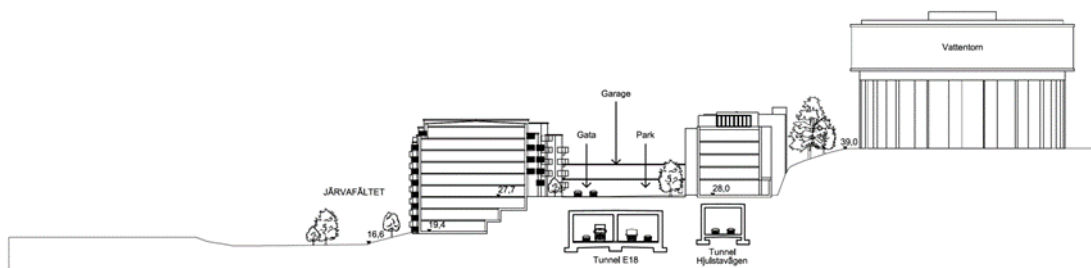 Vattentorn
Garage
Gata
Park
39,0
JÄRVAFÄLTET
27,7
28,0
16,6
19,4
Tunnel E18
Tunnel
Hjulstavägen